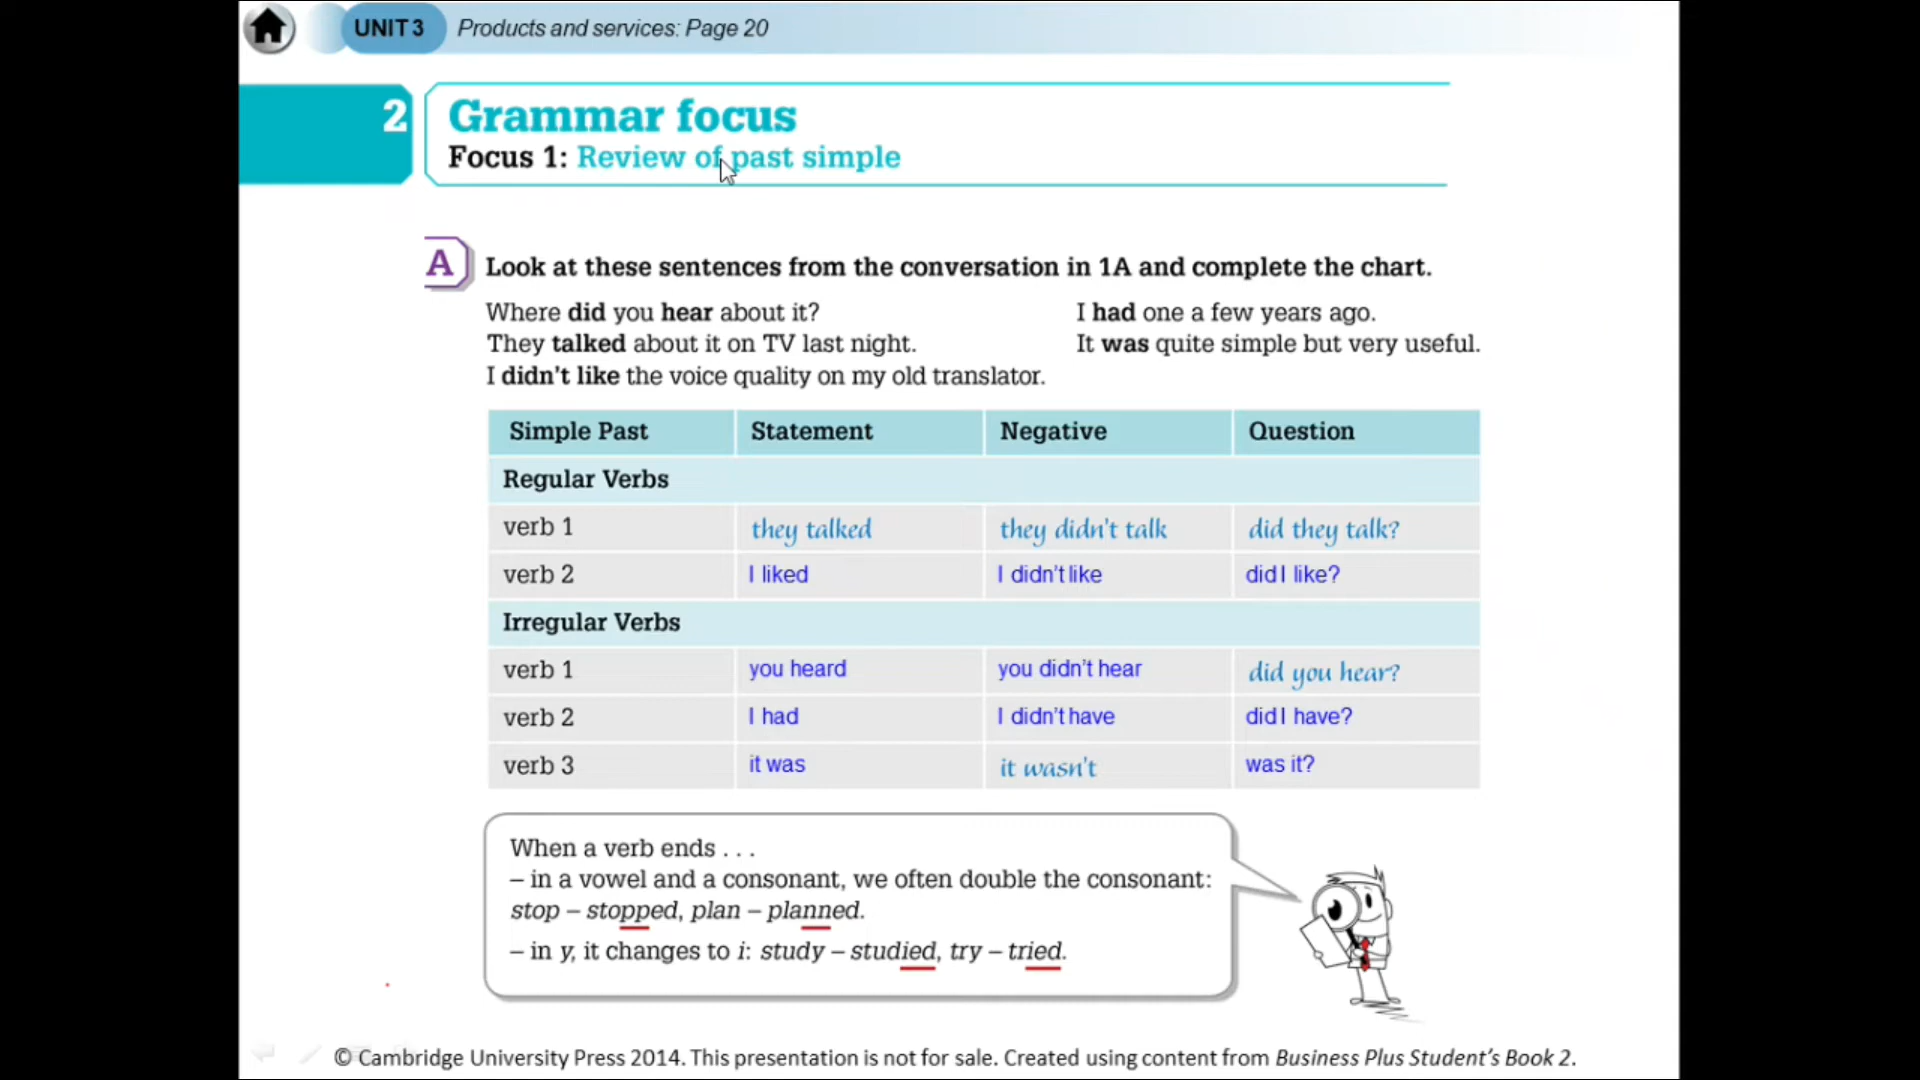 UNIT 3 Products and services: Page 20
2 Grammar focus
Focus 1: Review of past simple
A Look at these sentences from the conversation in 1A and complete the chart.
Where did you hear about it? I had one a few years ago.
They talked about it on TV last night. It was quite simple but very useful.
I didn't like the voice quality on my old translator.
Simple Past Statement Negative Question
Regular Verbs
verb 1 they talked they didn't talk did they talk?
verb 2 I liked I didn't like did I like?
Irregular Verbs
verb 1 you heard you didn't hear did you hear?
verb 2 I had I didn't have did I have?
verb 3 it was it wasn't was it?
When a verb ends . . .
– in a vowel and a consonant, we often double the consonant:
stop – stopped, plan – planned.
– in y, it changes to i: study – studied, try – tried.
© Cambridge University Press 2014. This presentation is not for sale. Created using content from Business Plus Student's Book 2.